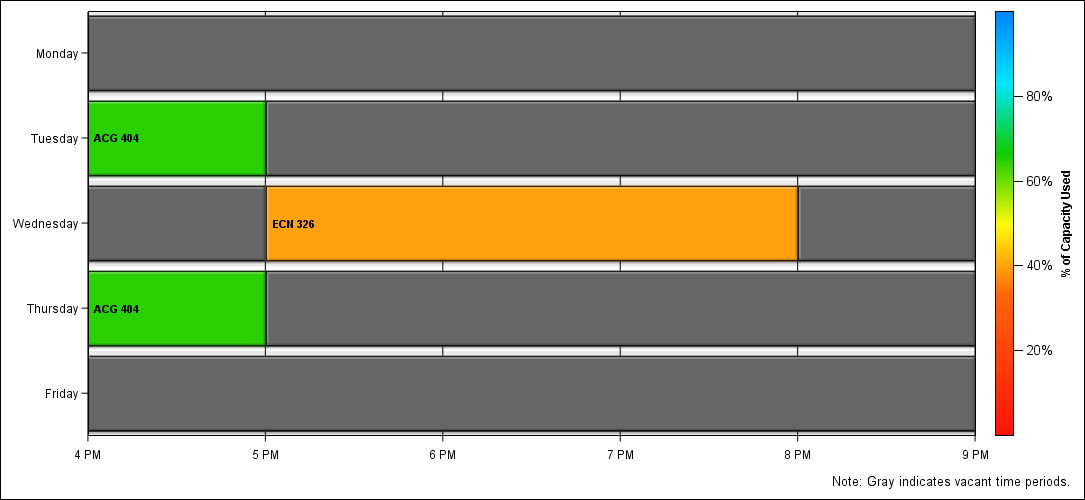 Monday
Tuesday
ACG 404
Wednesday
ECN 326
Thursday
ACG 404
Friday
4 PM 5 PM 6 PM 7 PM 8 PM 9 PM
80%
60%
40%
20%
% of Capacity Used
Note: Gray indicates vacant time periods.